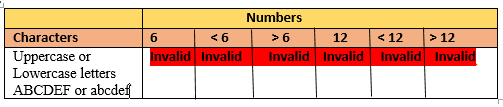 Numbers
Characters 6 < 6 > 6 12 < 12 > 12
Uppercase or Invalid Invalid Invalid Invalid Invalid Invalid
Lowercase letters
ABCDEF or abcdef